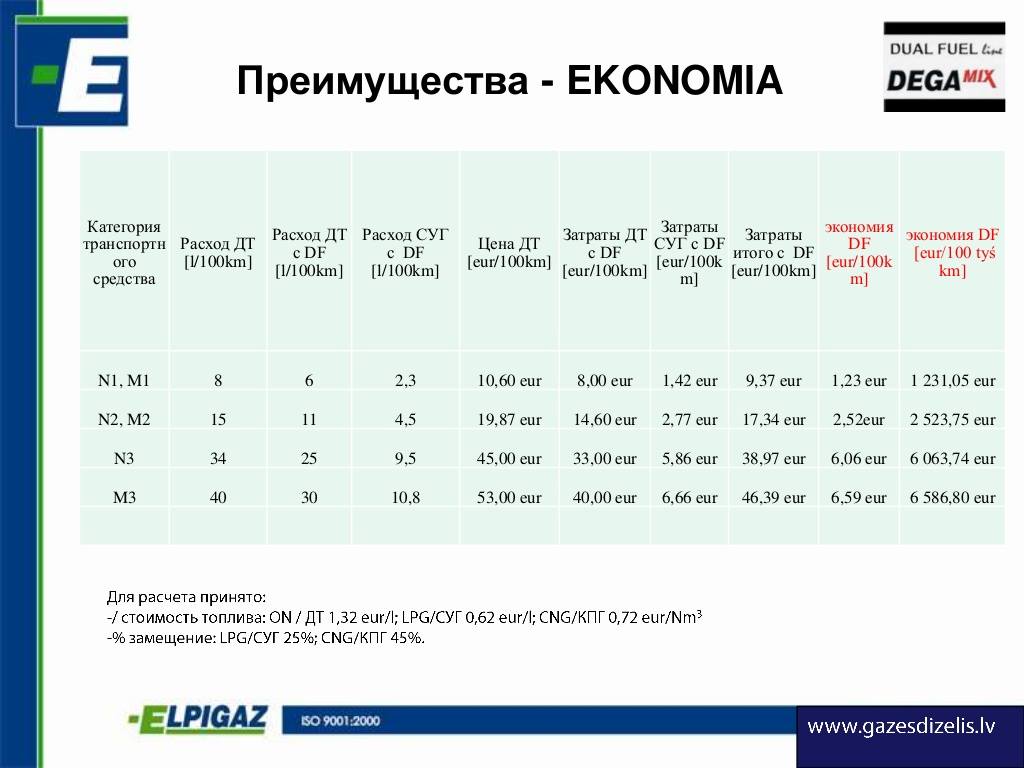 E
Преимущества - EKONOMIA
DUAL FUEL line
DEGAMIX
Категория
транспортн
ого
средства
Расход ДТ
[l/100km]
Расход ДТ
с DF
[l/100km]
Расход СУГ
с DF
[l/100km]
Цена ДТ
[eur/100km]
Затраты ДТ
с DF
[eur/100km]
Затраты
СУГ с DF
[eur/100k
m]
Затраты
итого с DF
[eur/100km]
экономия
DF
[eur/100k
m]
экономия DF
[eur/100 tyś
km]
N1, M1 8 6 2,3 10,60 eur 8,00 eur 1,42 eur 9,37 eur 1,23 eur 1 231,05 eur
N2, M2 15 11 4,5 19,87 eur 14,60 eur 2,77 eur 17,34 eur 2,52eur 2 523,75 eur
N3 34 25 9,5 45,00 eur 33,00 eur 5,86 eur 38,97 eur 6,06 eur 6 063,74 eur
M3 40 30 10,8 53,00 eur 40,00 eur 6,66 eur 46,39 eur 6,59 eur 6 586,80 eur
Для расчета принято:
-/ стоимость топлива: ON / ДТ 1,32 eur/l; LPG/СУГ 0,62 eur/l; CNG/КПГ 0,72 eur/Nm³
-% замещение: LPG/СУГ 25%; CNG/КПГ 45%.
ELPIGAZ
ISO 9001:2000
www.gazesdizelis.lv